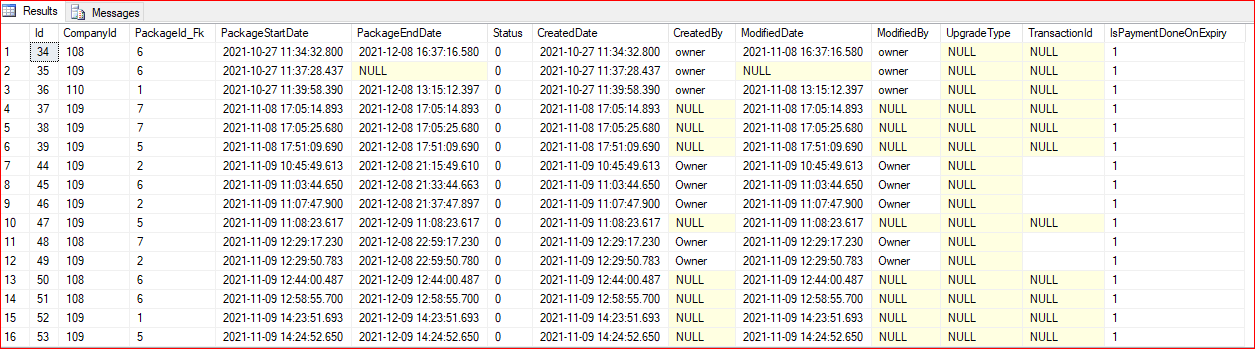 Results Messages
Id CompanyId PackageId_Fk PackageStartDate PackageEndDate Status CreatedDate CreatedBy ModifiedDate ModifiedBy UpgradeType TransactionId IsPaymentDoneOnExpiry
1 34 108 6 2021-10-27 11:34:32.800 2021-12-08 16:37:16.580 0 2021-10-27 11:34:32.800 owner 2021-11-08 16:37:16.580 owner NULL NULL 1
2 35 109 6 2021-10-27 11:37:28.437 NULL 0 2021-10-27 11:37:28.437 owner NULL owner NULL NULL 1
3 36 110 1 2021-10-27 11:39:58.390 2021-12-08 13:15:12.397 0 2021-10-27 11:39:58.390 owner 2021-11-08 13:15:12.397 owner NULL NULL 1
4 37 109 7 2021-11-08 17:05:14.893 2021-12-08 17:05:14.893 0 2021-11-08 17:05:14.893 NULL 2021-11-08 17:05:14.893 NULL NULL NULL 1
5 38 109 7 2021-11-08 17:05:25.680 2021-12-08 17:05:25.680 0 2021-11-08 17:05:25.680 NULL 2021-11-08 17:05:25.680 NULL NULL NULL 1
6 39 109 5 2021-11-08 17:51:09.690 2021-12-08 17:51:09.690 0 2021-11-08 17:51:09.690 NULL 2021-11-08 17:51:09.690 NULL NULL NULL 1
7 44 109 2 2021-11-09 10:45:49.613 2021-12-08 21:15:49.610 0 2021-11-09 10:45:49.613 Owner 2021-11-09 10:45:49.613 Owner NULL 1
8 45 109 6 2021-11-09 11:03:44.650 2021-12-08 21:33:44.663 0 2021-11-09 11:03:44.650 Owner 2021-11-09 11:03:44.650 Owner NULL 1
9 46 109 2 2021-11-09 11:07:47.900 2021-12-08 21:37:47.897 0 2021-11-09 11:07:47.900 Owner 2021-11-09 11:07:47.900 Owner NULL 1
10 47 109 5 2021-11-09 11:08:23.617 2021-12-09 11:08:23.617 0 2021-11-09 11:08:23.617 NULL 2021-11-09 11:08:23.617 NULL NULL NULL 1
11 48 108 7 2021-11-09 12:29:17.230 2021-12-08 22:59:17.230 0 2021-11-09 12:29:17.230 Owner 2021-11-09 12:29:17.230 Owner NULL 1
12 49 109 2 2021-11-09 12:29:50.783 2021-12-08 22:59:50.780 0 2021-11-09 12:29:50.783 Owner 2021-11-09 12:29:50.783 Owner NULL 1
13 50 108 6 2021-11-09 12:44:00.487 2021-12-09 12:44:00.487 0 2021-11-09 12:44:00.487 NULL 2021-11-09 12:44:00.487 NULL NULL NULL 1
14 51 108 6 2021-11-09 12:58:55.700 2021-12-09 12:58:55.700 0 2021-11-09 12:58:55.700 NULL 2021-11-09 12:58:55.700 NULL NULL NULL 1
15 52 109 1 2021-11-09 14:23:51.693 2021-12-09 14:23:51.693 0 2021-11-09 14:23:51.693 NULL 2021-11-09 14:23:51.693 NULL NULL NULL 1
16 53 109 5 2021-11-09 14:24:52.650 2021-12-09 14:24:52.650 0 2021-11-09 14:24:52.650 NULL 2021-11-09 14:24:52.650 NULL NULL NULL 1